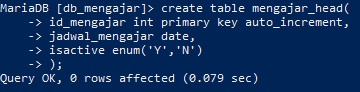 MariaDB [db_mengajar]> create table mengajar_head(
    -> id_mengajar int primary key auto_increment,
    -> jadwal_mengajar date,
    -> isactive enum('Y','N')
    -> );
Query OK, 0 rows affected (0.079 sec)